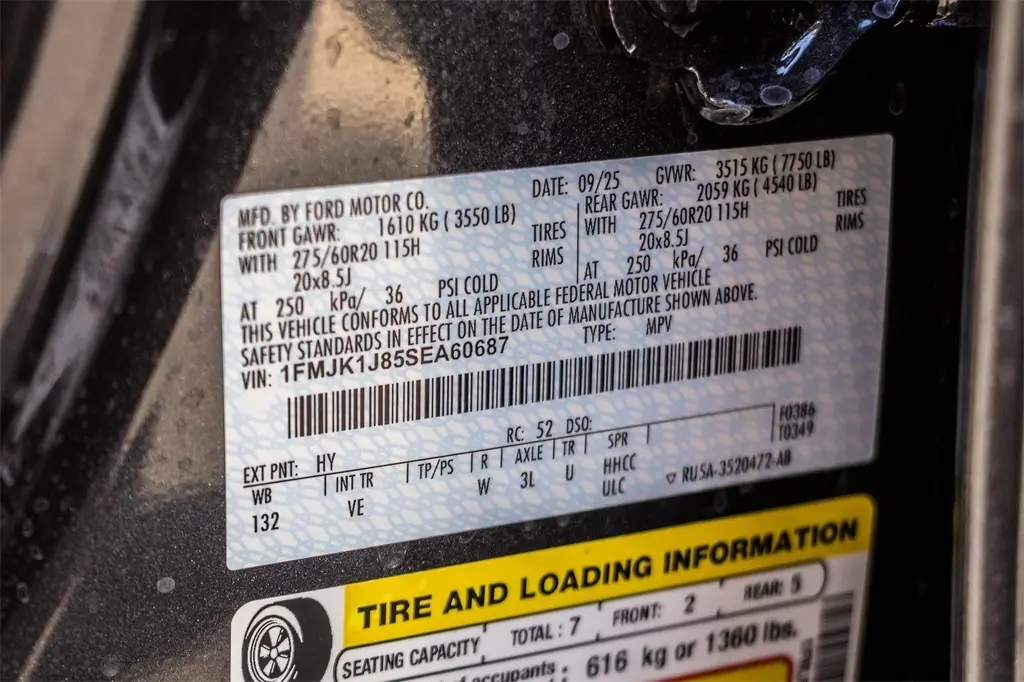 MFD. BY FORD MOTOR CO. DATE: 09/25 GVWR: 3515 KG ( 7750 LB)
FRONT GAWR: 1610 KG ( 3550 LB) REAR GAWR: 2059 KG ( 4540 LB)
WITH 275/60R20 115H TIRES WITH 275/60R20 115H TIRES
20x8.5J RIMS 20x8.5J RIMS
AT 250 kPa/ 36 PSI COLD AT 250 kPa/ 36 PSI COLD
THIS VEHICLE CONFORMS TO ALL APPLICABLE FEDERAL MOTOR VEHICLE
SAFETY STANDARDS IN EFFECT ON THE DATE OF MANUFACTURE SHOWN ABOVE.
VIN: 1FMJK1J85SEA60687 TYPE: MPV
EXT PNT: HY RC: 52 DSO: F0386
T0349
WB INT TR TP/PS R AXLE TR SPR
132 VE W 3L U HHCC
ULC ▽ RU5A-3520472-AB
TIRE AND LOADING INFORMATION
SEATING CAPACITY TOTAL : 7 FRONT: 2 REAR: 5
occupants : 616 kg or 1360 lbs.